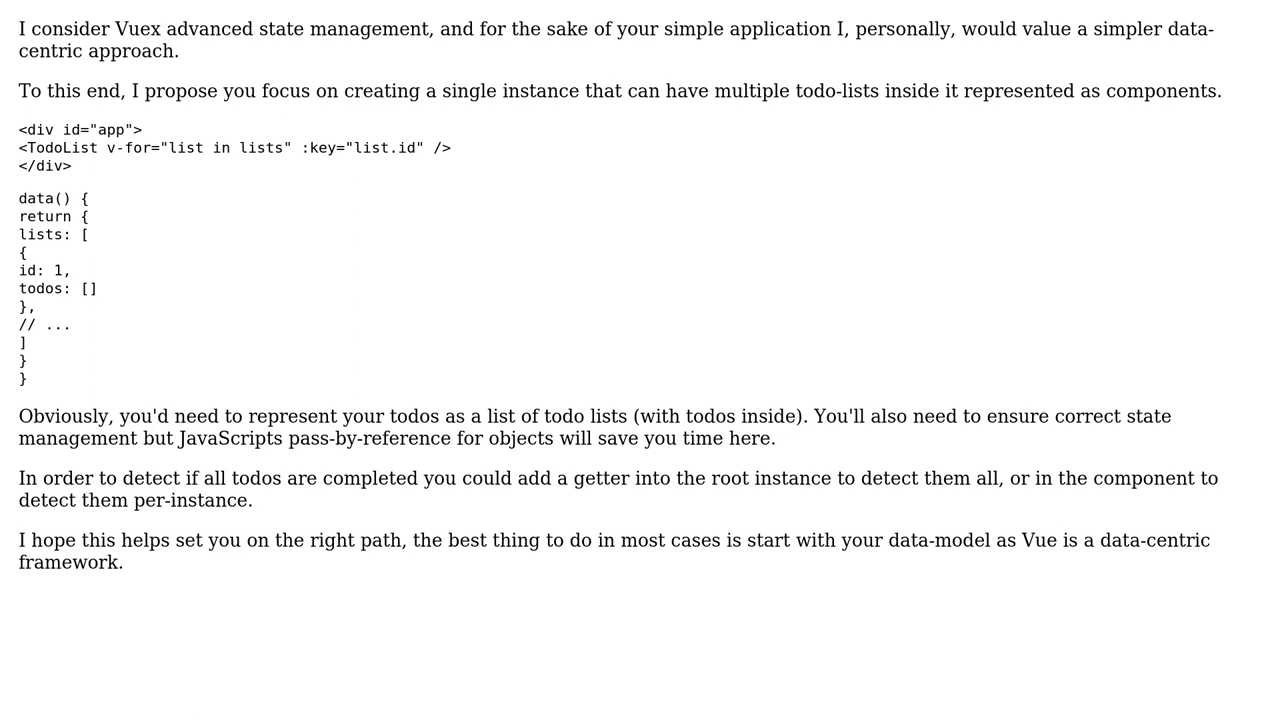 I consider Vuex advanced state management, and for the sake of your simple application I, personally, would value a simpler data-
centric approach.
To this end, I propose you focus on creating a single instance that can have multiple todo-lists inside it represented as components.
<div id="app">
<TodoList v-for="list in lists" :key="list.id" />
</div>
data() {
return {
lists: [
{
id: 1,
todos: []
},
// ...
]
}
}
Obviously, you'd need to represent your todos as a list of todo lists (with todos inside). You'll also need to ensure correct state
management but JavaScripts pass-by-reference for objects will save you time here.
In order to detect if all todos are completed you could add a getter into the root instance to detect them all, or in the component to
detect them per-instance.
I hope this helps set you on the right path, the best thing to do in most cases is start with your data-model as Vue is a data-centric
framework.